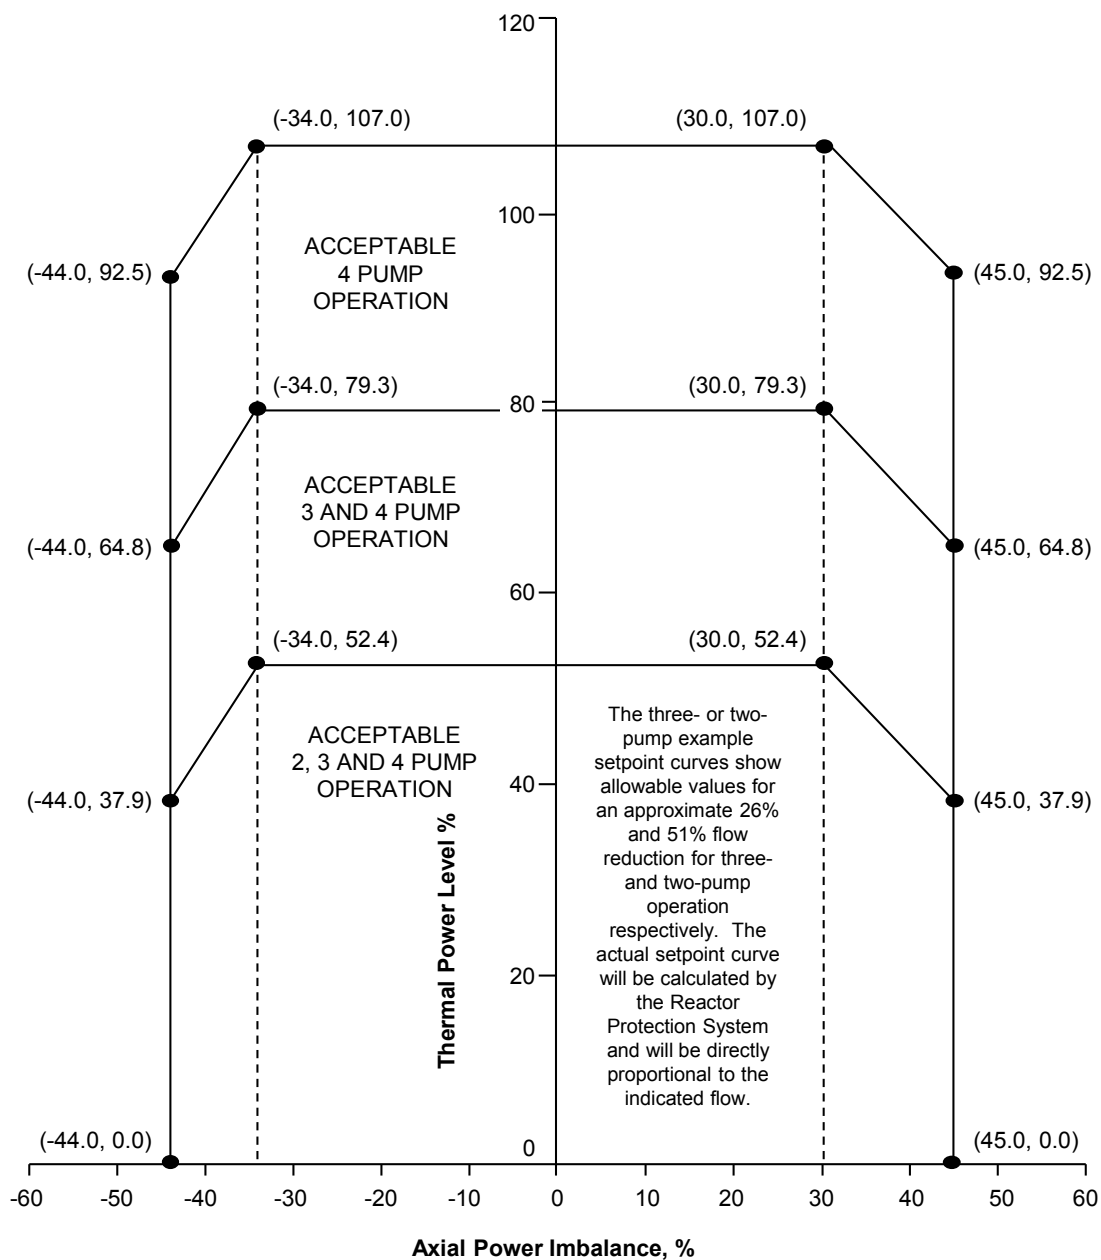 120
(-34.0, 107.0)
(30.0, 107.0)
100
ACCEPTABLE
4 PUMP
OPERATION
(-44.0, 92.5)
(45.0, 92.5)
(-34.0, 79.3)
(30.0, 79.3)
80
ACCEPTABLE
3 AND 4 PUMP
OPERATION
(-44.0, 64.8)
(45.0, 64.8)
60
(-34.0, 52.4)
(30.0, 52.4)
ACCEPTABLE
2, 3 AND 4 PUMP
OPERATION
The three- or two-
pump example
setpoint curves show
allowable values for
an approximate 26%
and 51% flow
reduction for three-
and two-pump
operation
respectively.  The
actual setpoint curve
will be calculated by
the Reactor
Protection System
and will be directly
proportional to the
indicated flow.
40
(-44.0, 37.9)
(45.0, 37.9)
Thermal Power Level %
20
(-44.0, 0.0)
0
(45.0, 0.0)
-60 -50 -40 -30 -20 -10 0 10 20 30 40 50 60
Axial Power Imbalance, %